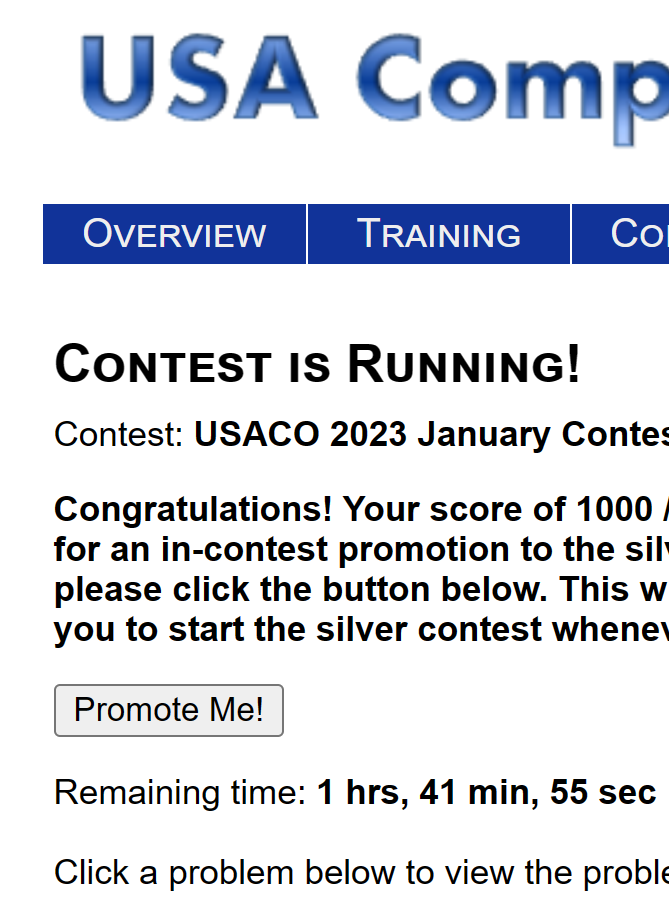 USA Comp
Overview Training Co
Contest is Running!
Contest: USACO 2023 January Contes
Congratulations! Your score of 1000 /
for an in-contest promotion to the silv
please click the button below. This w
you to start the silver contest whenev
Promote Me!
Remaining time: 1 hrs, 41 min, 55 sec
Click a problem below to view the proble